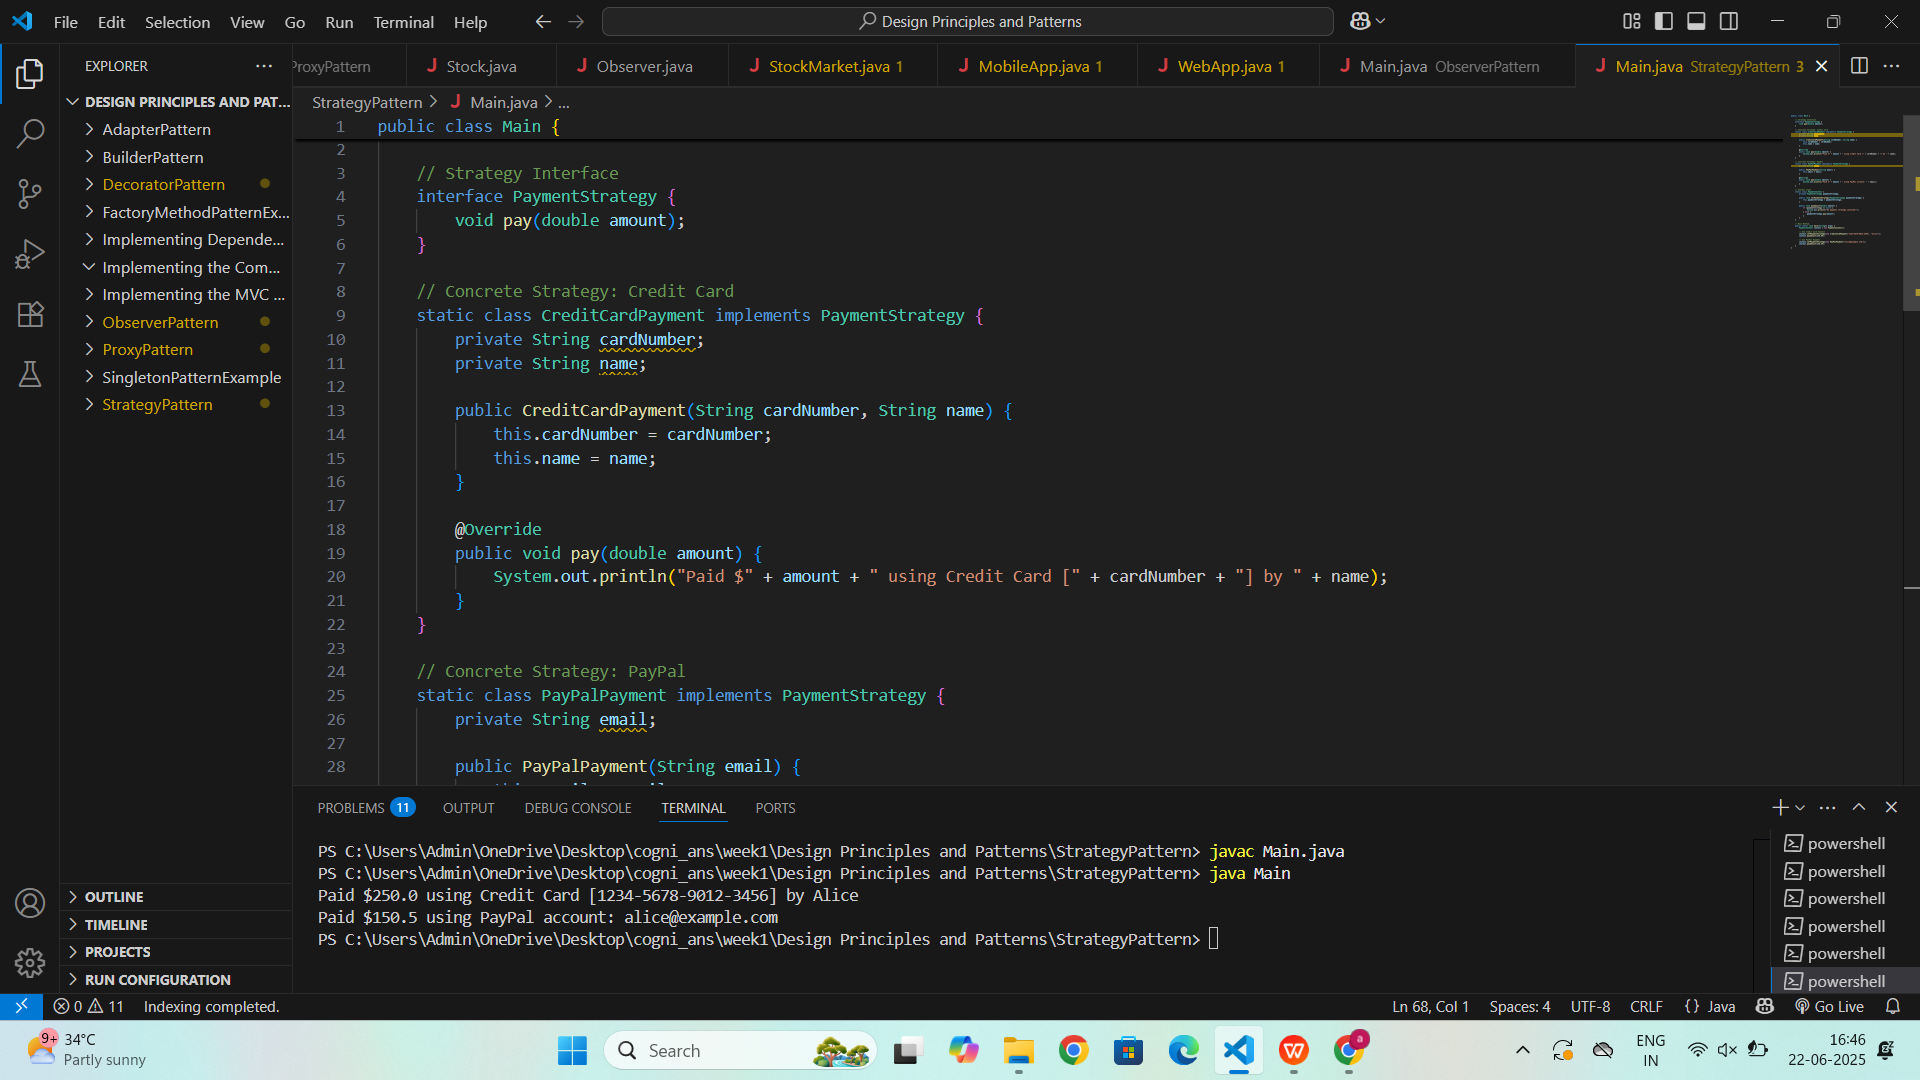 File Edit Selection View Go Run Terminal Help
Design Principles and Patterns
EXPLORER
ProxyPattern
Stock.java
Observer.java
StockMarket.java 1
MobileApp.java 1
WebApp.java 1
Main.java ObserverPattern
Main.java StrategyPattern 3
DESIGN PRINCIPLES AND PAT...
AdapterPattern
BuilderPattern
DecoratorPattern
FactoryMethodPatternEx...
Implementing Depende...
Implementing the Com...
Implementing the MVC ...
ObserverPattern
ProxyPattern
SingletonPatternExample
StrategyPattern
OUTLINE
TIMELINE
PROJECTS
RUN CONFIGURATION
StrategyPattern > Main.java > ...
1 public class Main {
2
3 // Strategy Interface
4 interface PaymentStrategy {
5 void pay(double amount);
6 }
7
8 // Concrete Strategy: Credit Card
9 static class CreditCardPayment implements PaymentStrategy {
10 private String cardNumber;
11 private String name;
12
13 public CreditCardPayment(String cardNumber, String name) {
14 this.cardNumber = cardNumber;
15 this.name = name;
16 }
17
18 @Override
19 public void pay(double amount) {
20 System.out.println("Paid $" + amount + " using Credit Card [" + cardNumber + "] by " + name);
21 }
22 }
23
24 // Concrete Strategy: PayPal
25 static class PayPalPayment implements PaymentStrategy {
26 private String email;
27
28 public PayPalPayment(String email) {
PROBLEMS 11 OUTPUT DEBUG CONSOLE TERMINAL PORTS
PS C:\Users\Admin\OneDrive\Desktop\cogni_ans\week1\Design Principles and Patterns\StrategyPattern> javac Main.java
PS C:\Users\Admin\OneDrive\Desktop\cogni_ans\week1\Design Principles and Patterns\StrategyPattern> java Main
Paid $250.0 using Credit Card [1234-5678-9012-3456] by Alice
Paid $150.5 using PayPal account: alice@example.com
PS C:\Users\Admin\OneDrive\Desktop\cogni_ans\week1\Design Principles and Patterns\StrategyPattern>
powershell
powershell
powershell
powershell
powershell
powershell
0 11 Indexing completed.
Ln 68, Col 1 Spaces: 4 UTF-8 CRLF {} Java Go Live
9+ 34°C
Partly sunny
Search
a
ENG
IN
16:46
22-06-2025